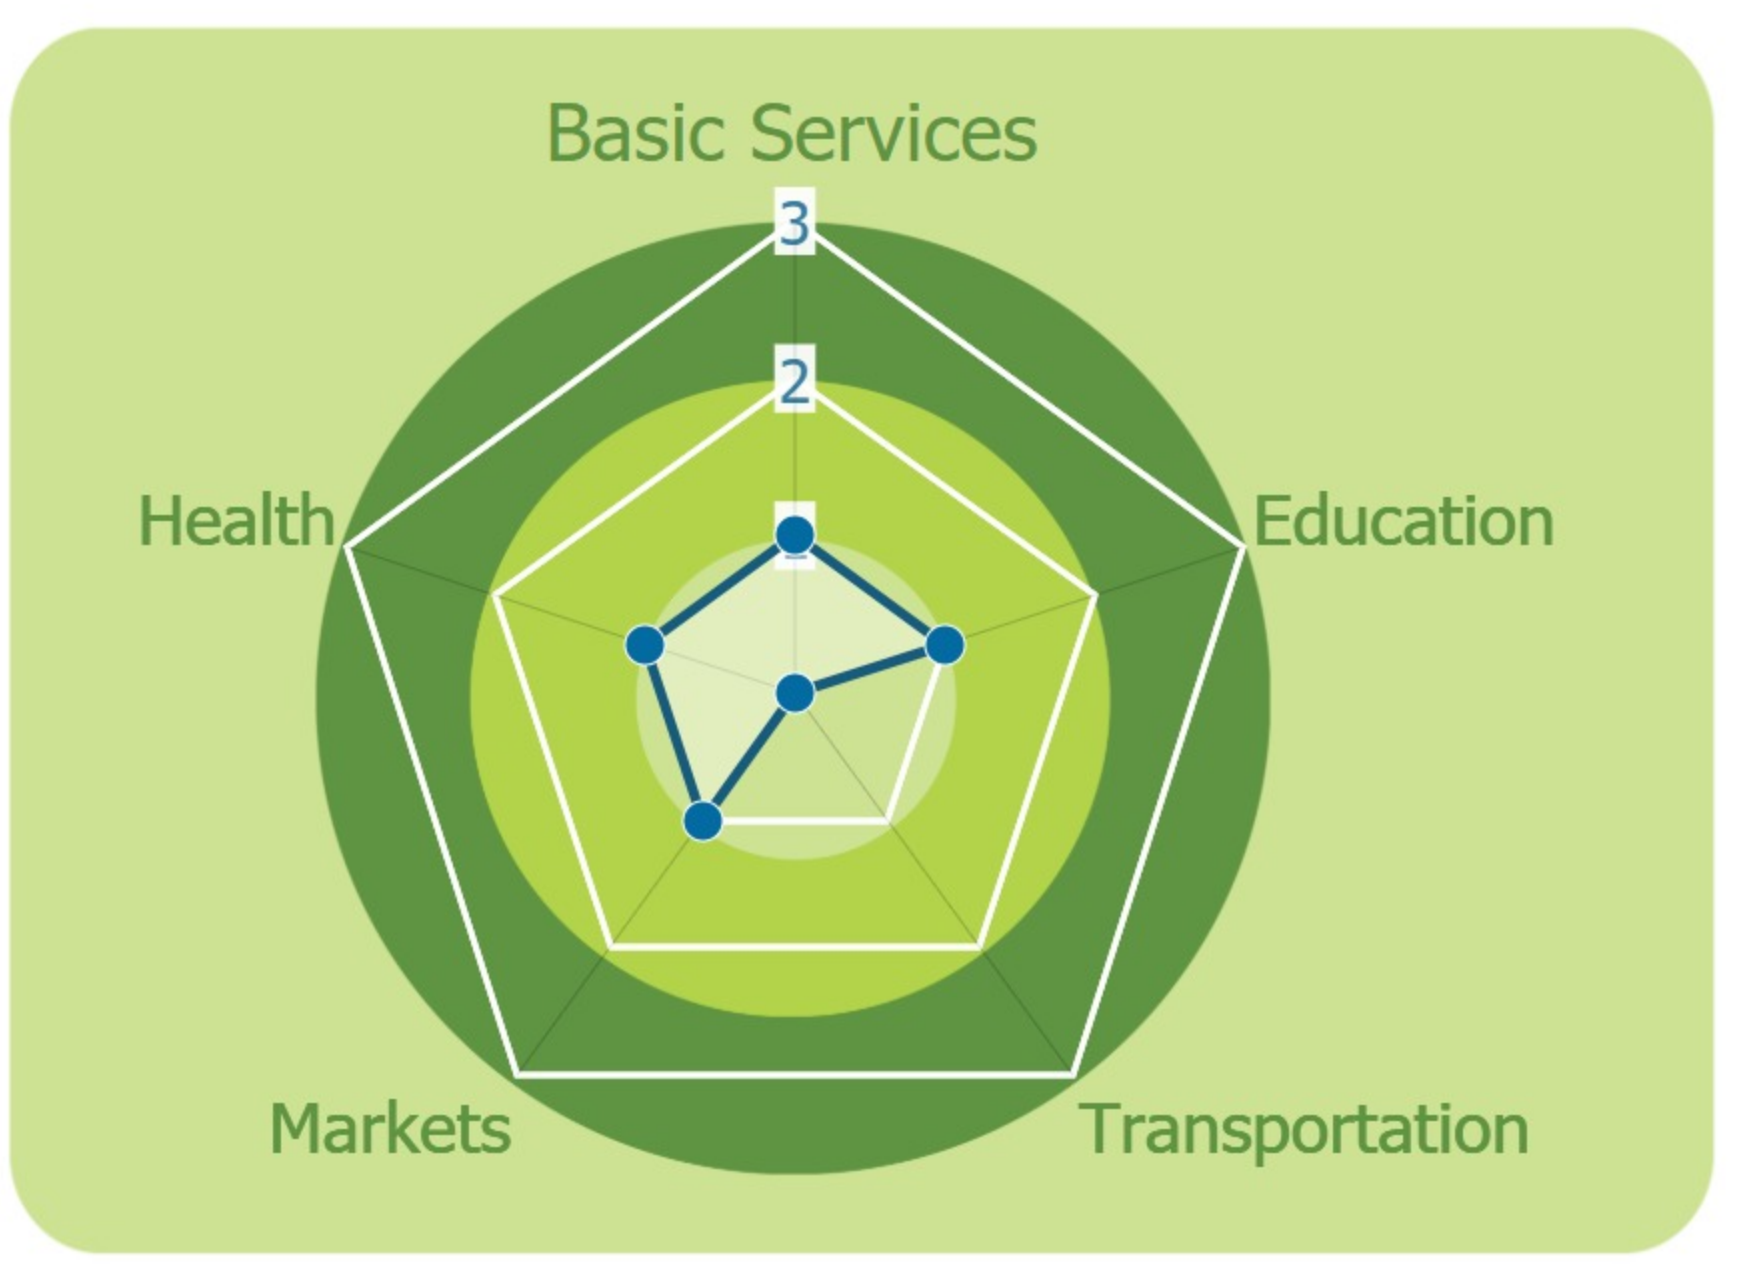 Basic Services
3
2
Health
Education
Markets
Transportation